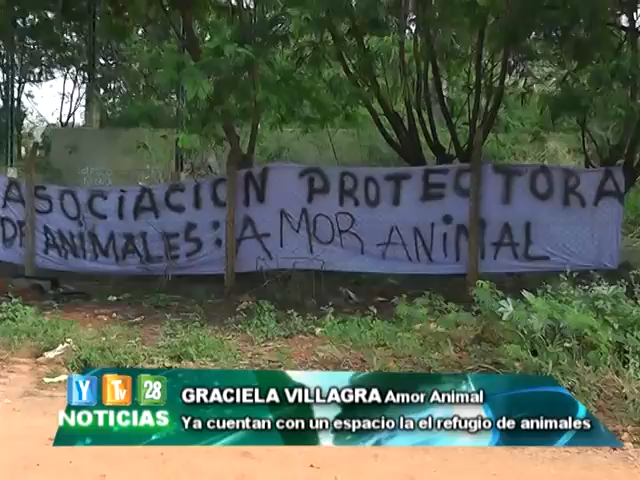 ASOCIACION PROTECTORA
DE ANIMALES: AMOR ANIMAL
YTV 28
NOTICIAS
GRACIELA VILLAGRA Amor Animal
Ya cuentan con un espacio la el refugio de animales